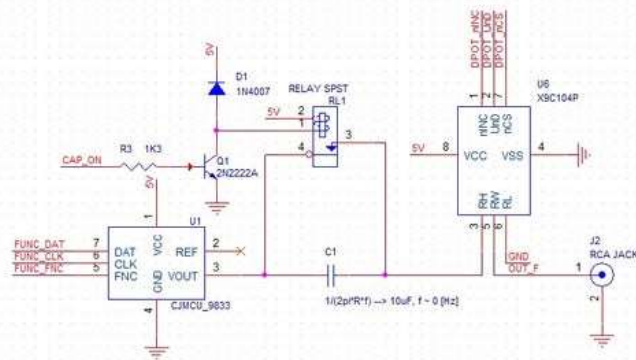 DPOT_nINC
DPOT_UnD
DPOT_nCS
5V
D1
1N4007
RELAY SPST
RL1
5V
2
1
3
4
1
2
7
U6
X9C104P
nINC
UnD
nCS
5V
8
VCC
VSS
4
RH
RW
RL
3
5
6
R3 1K3
CAP_ON
Q1
2N2222A
5V
1
U1
FUNC_DAT
7
DAT
VCC
REF
2
FUNC_CLK
6
CLK
FUNC_FNC
5
FNC
GND
VOUT
3
CJMCU_9833
4
C1
1/(2pi*R*f) --> 10uF, f ~ 0 [Hz]
GND
OUT_F
J2
RCA JACK
1
2